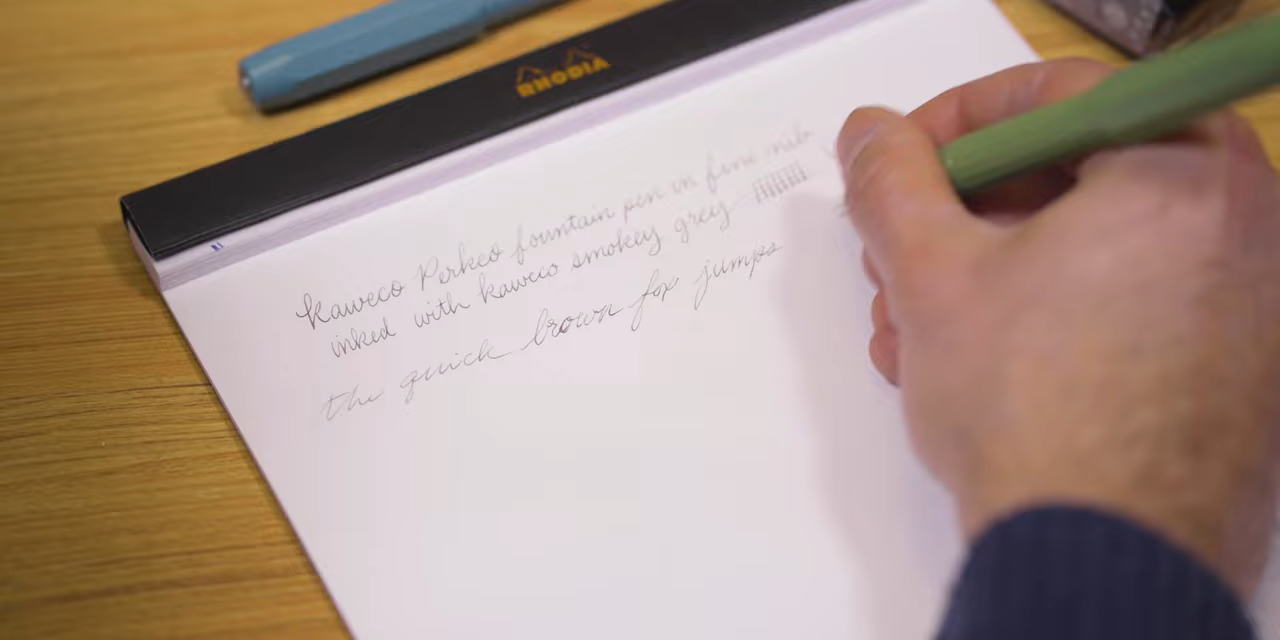 RHODIA
Kaweco Perkeo fountain pen in fine nib
inked with kaweco smokey grey
the quick brown fox jumps